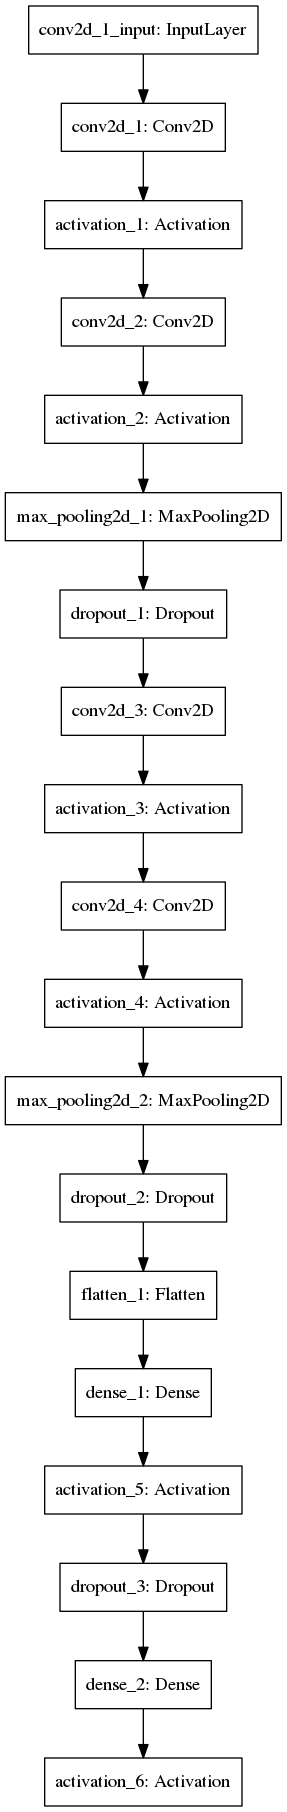 conv2d_1_input: InputLayer
conv2d_1: Conv2D
activation_1: Activation
conv2d_2: Conv2D
activation_2: Activation
max_pooling2d_1: MaxPooling2D
dropout_1: Dropout
conv2d_3: Conv2D
activation_3: Activation
conv2d_4: Conv2D
activation_4: Activation
max_pooling2d_2: MaxPooling2D
dropout_2: Dropout
flatten_1: Flatten
dense_1: Dense
activation_5: Activation
dropout_3: Dropout
dense_2: Dense
activation_6: Activation